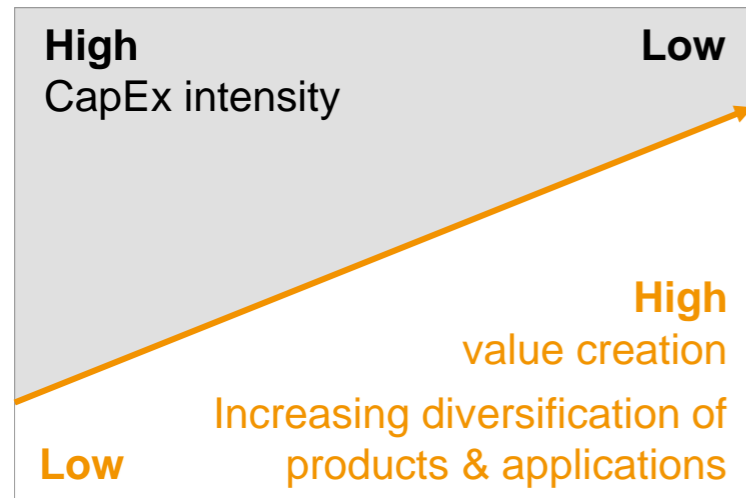 High Low
CapEx intensity
High
value creation
Increasing diversification of
Low products & applications